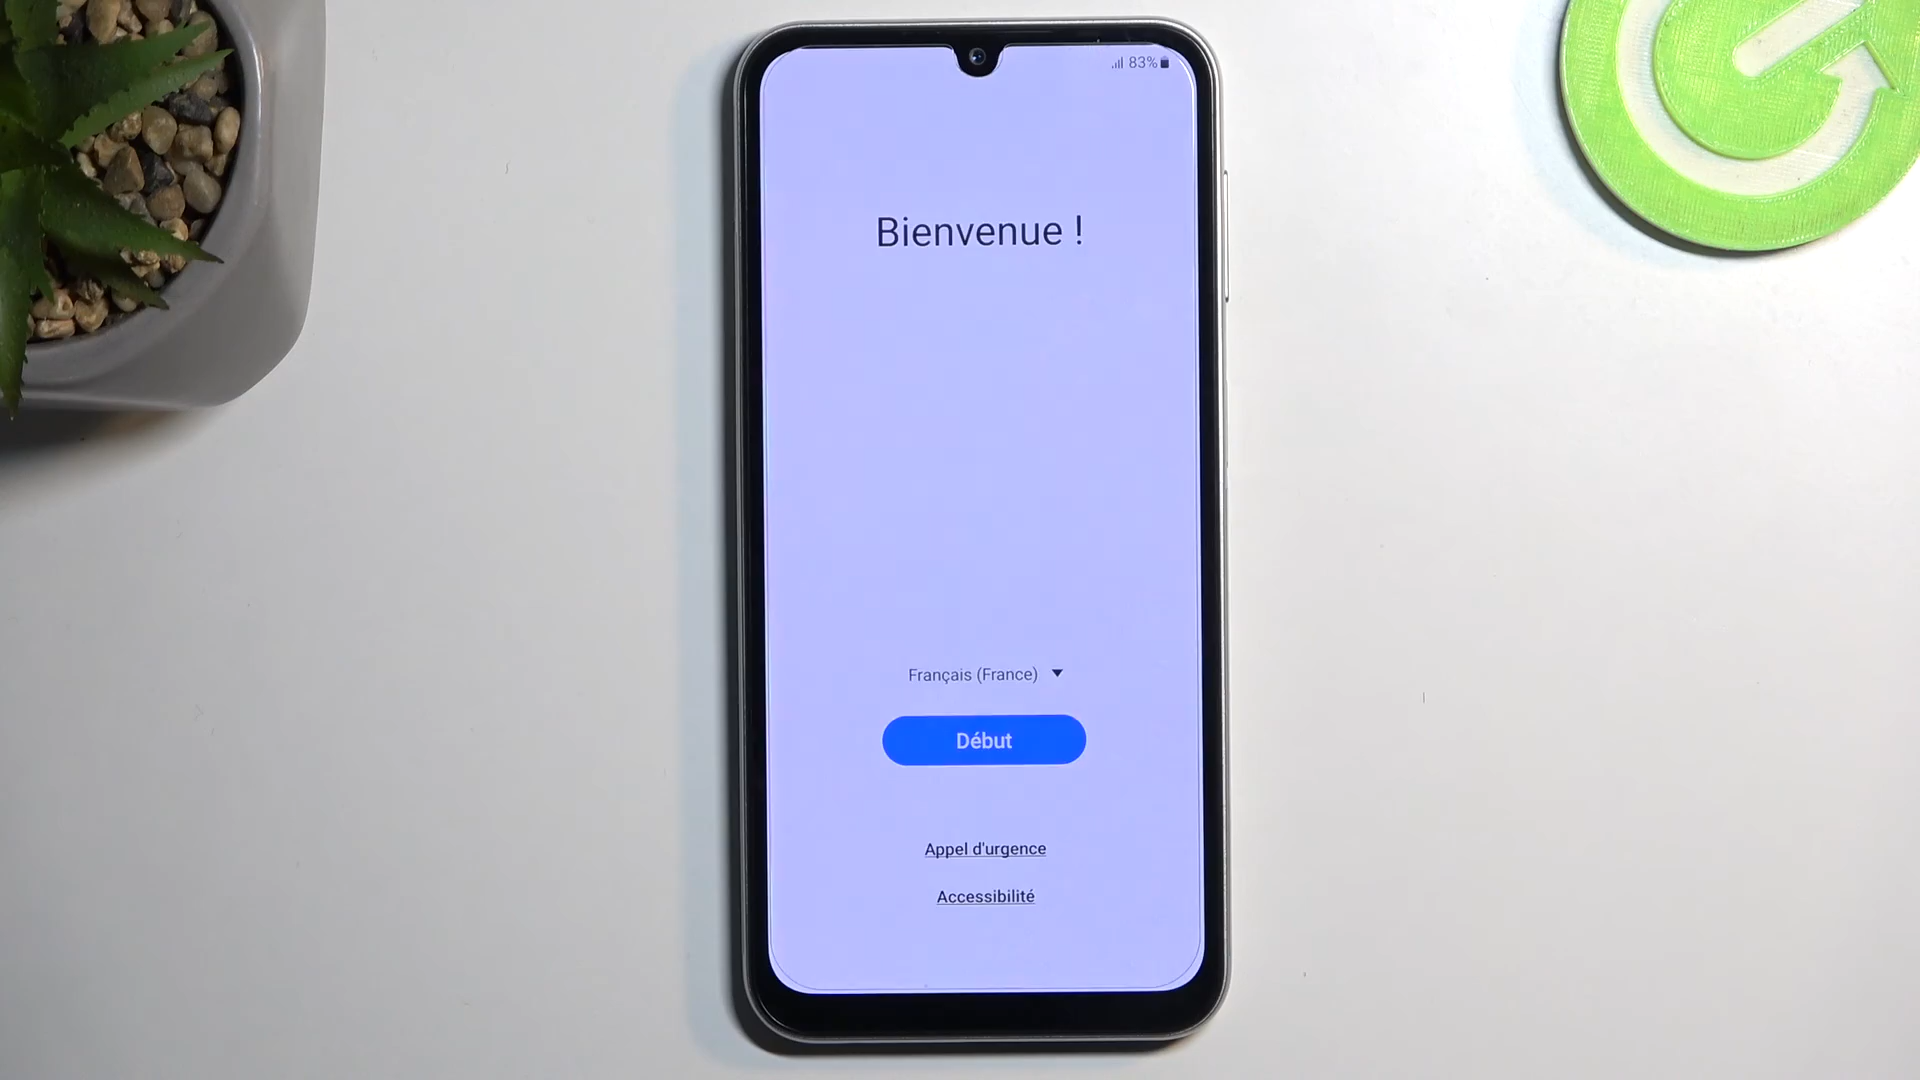 83%
Bienvenue !
Français (France)
Début
Appel d'urgence
Accessibilité